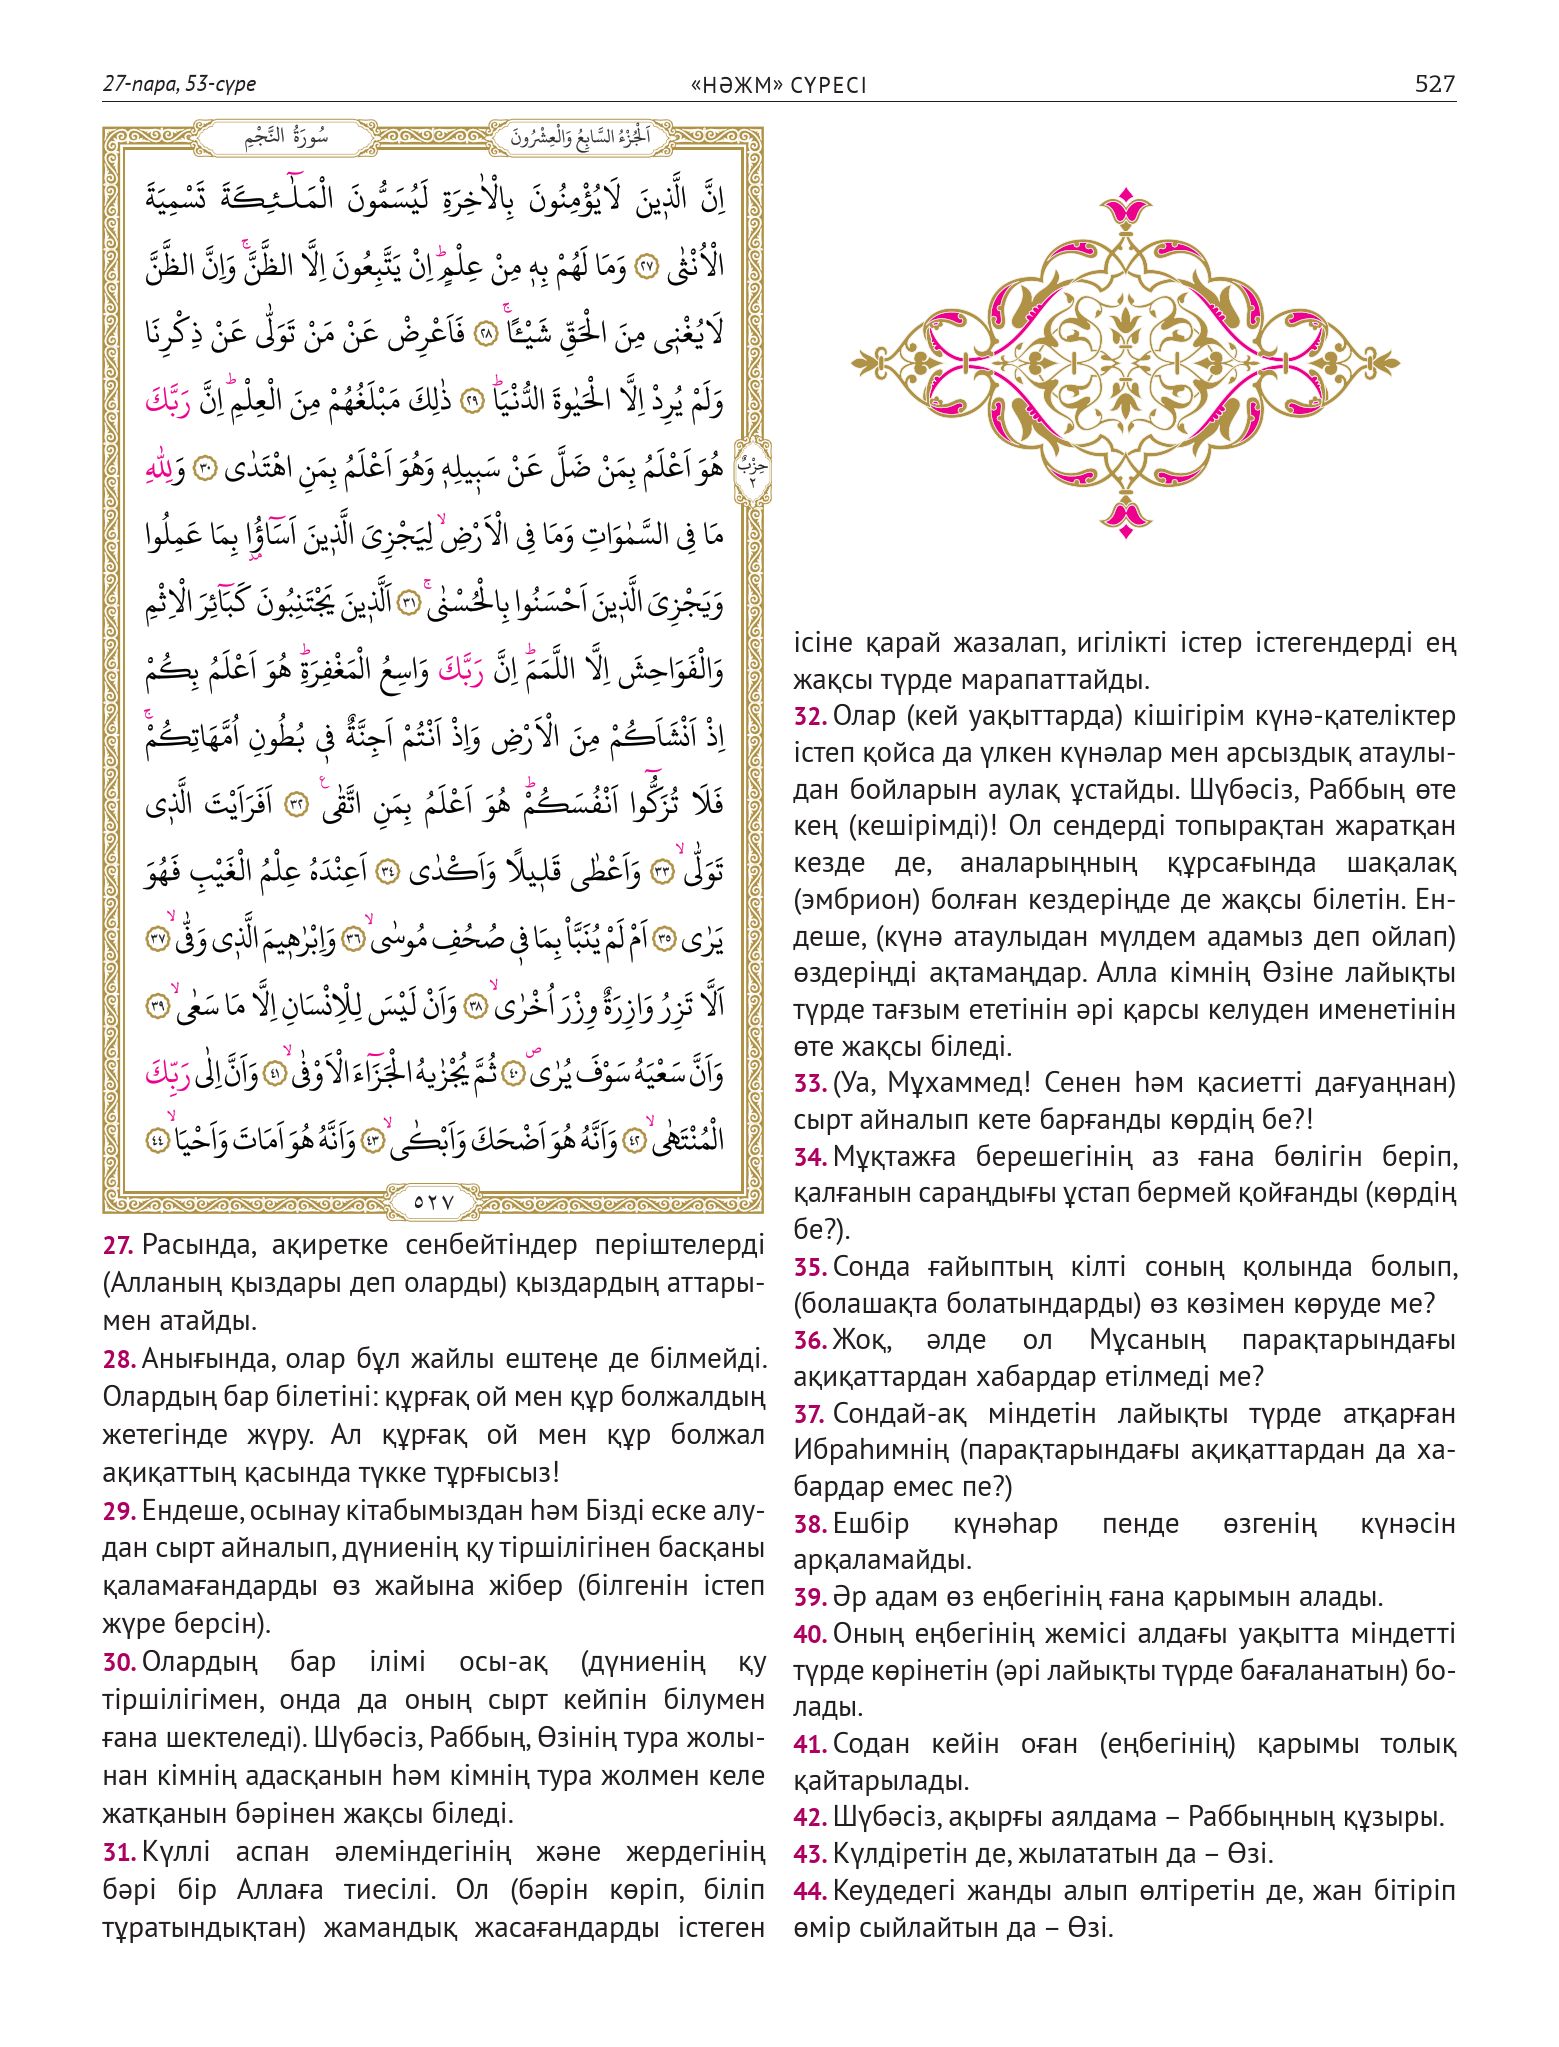 27-пара, 53-сүре
«НӘЖМ» СҮРЕСІ
527
سُورَةُ النَّجْمِ
اَلْجُزْءُ السَّابِعُ وَالْعِشْرُونَ
اِنَّ الَّذ۪ينَ لَايُؤْمِنُونَ بِالْاٰخِرَةِ لَيُسَمُّونَ الْمَلٰٓئِكَةَ تَسْمِيَةَ
الْاُنْثٰى ﴿٢٧﴾ وَمَا لَهُمْ بِه۪ مِنْ عِلْمٍۜ اِنْ يَتَّبِعُونَ اِلَّا الظَّنَّۚ وَاِنَّ الظَّنَّ
لَايُغْن۪ى مِنَ الْحَقِّ شَيْـًٔاۚ ﴿٢٨﴾ فَاَعْرِضْ عَنْ مَنْ تَوَلّٰى عَنْ ذِكْرِنَا
وَلَمْ يُرِدْ اِلَّا الْحَيٰوةَ الدُّنْيَاۜ ﴿٢٩﴾ ذٰلِكَ مَبْلَغُهُمْ مِنَ الْعِلْمِۜ اِنَّ رَبَّكَ
هُوَ اَعْلَمُ بِمَنْ ضَلَّ عَنْ سَب۪يلِه۪ وَهُوَ اَعْلَمُ بِمَنِ اهْتَدٰى ﴿٣٠﴾ وَلِلّٰهِ
حِزْبٌ
٢
مَا فِى السَّمٰوَاتِ وَمَا فِى الْاَرْضِۙ لِيَجْزِىَ الَّذ۪ينَ اَسَٓاؤُ۫ا بِمَا عَمِلُوا
وَيَجْزِىَ الَّذ۪ينَ اَحْسَنُوا بِالْحُسْنٰىۚ ﴿٣١﴾ اَلَّذ۪ينَ يَجْتَنِبُونَ كَبَٓائِرَ الْاِثْمِ
وَالْفَوَاحِشَ اِلَّا اللَّمَمَۜ اِنَّ رَبَّكَ وَاسِعُ الْمَغْفِرَةِۜ هُوَ اَعْلَمُ بِكُمْ
اِذْ اَنْشَاَكُمْ مِنَ الْاَرْضِ وَاِذْ اَنْتُمْ اَجِنَّةٌ ف۪ى بُطُونِ اُمَّهَاتِكُمْۚ
فَلَا تُزَكُّٓوا اَنْفُسَكُمْۜ هُوَ اَعْلَمُ بِمَنِ اتَّقٰىۧ ﴿٣٢﴾ اَفَرَاَيْتَ الَّذ۪ى
تَوَلّٰىۙ ﴿٣٣﴾ وَاَعْطٰى قَل۪يلًا وَاَكْدٰى ﴿٣٤﴾ اَعِنْدَهُ عِلْمُ الْغَيْبِ فَهُوَ
يَرٰى ﴿٣٥﴾ اَمْ لَمْ يُنَبَّاْ بِمَا ف۪ى صُحُفِ مُوسٰىۙ ﴿٣٦﴾ وَاِبْرٰه۪يمَ الَّذ۪ى وَفّٰىۙ ﴿٣٧﴾
اَلَّا تَزِرُ وَازِرَةٌ وِزْرَ اُخْرٰىۙ ﴿٣٨﴾ وَاَنْ لَيْسَ لِلْاِنْسَانِ اِلَّا مَا سَعٰىۙ ﴿٣٩﴾
وَاَنَّ سَعْيَهُ سَوْفَ يُرٰىۖ ﴿٤٠﴾ ثُمَّ يُجْزٰيهُ الْجَزَٓاءَ الْاَوْفٰىۙ ﴿٤١﴾ وَاَنَّ اِلٰى رَبِّكَ
الْمُنْتَهٰىۙ ﴿٤٢﴾ وَاَنَّهُ هُوَ اَضْحَكَ وَاَبْكٰىۙ ﴿٤٣﴾ وَاَنَّهُ هُوَ اَمَاتَ وَاَحْيَاۙ ﴿٤٤﴾
٥٢٧
27. Расында, ақиретке сенбейтіндер періштелерді
(Алланың қыздары деп оларды) қыздардың аттары-
мен атайды.
28. Анығында, олар бұл жайлы ештеңе де білмейді.
Олардың бар білетіні: құрғақ ой мен құр болжалдың
жетегінде жүру. Ал құрғақ ой мен құр болжал
ақиқаттың қасында түкке тұрғысыз!
29. Ендеше, осынау кітабымыздан һәм Бізді еске алу-
дан сырт айналып, дүниенің қу тіршілігінен басқаны
қаламағандарды өз жайына жібер (білгенін істеп
жүре берсін).
30. Олардың бар ілімі осы-ақ (дүниенің қу
тіршілігімен, онда да оның сырт кейпін білумен
ғана шектеледі). Шүбәсіз, Раббың, Өзінің тура жолы-
нан кімнің адасқанын һәм кімнің тура жолмен келе
жатқанын бәрінен жақсы біледі.
31. Күллі аспан әлеміндегінің және жердегінің
бәрі бір Аллаға тиесілі. Ол (бәрін көріп, біліп
тұратындықтан) жамандық жасағандарды істеген
ісіне қарай жазалап, игілікті істер істегендерді ең
жақсы түрде марапаттайды.
32. Олар (кей уақыттарда) кішігірім күнә-қателіктер
істеп қойса да үлкен күнәлар мен арсыздық атаулы-
дан бойларын аулақ ұстайды. Шүбәсіз, Раббың өте
кең (кешірімді)! Ол сендерді топырақтан жаратқан
кезде де, аналарыңның құрсағында шақалақ
(эмбрион) болған кездеріңде де жақсы білетін. Ен-
деше, (күнә атаулыдан мүлдем адамыз деп ойлап)
өздеріңді ақтамаңдар. Алла кімнің Өзіне лайықты
түрде тағзым ететінін әрі қарсы келуден именетінін
өте жақсы біледі.
33. (Уа, Мұхаммед! Сенен һәм қасиетті дағуаңнан)
сырт айналып кете барғанды көрдің бе?!
34. Мұқтажға берешегінің аз ғана бөлігін беріп,
қалғанын сараңдығы ұстап бермей қойғанды (көрдің
бе?).
35. Сонда ғайыптың кілті соның қолында болып,
(болашақта болатындарды) өз көзімен көруде ме?
36. Жоқ, әлде ол Мұсаның парақтарындағы
ақиқаттардан хабардар етілмеді ме?
37. Сондай-ақ міндетін лайықты түрде атқарған
Ибраһимнің (парақтарындағы ақиқаттардан да ха-
бардар емес пе?)
38. Ешбір күнәһар пенде өзгенің күнәсін
арқаламайды.
39. Әр адам өз еңбегінің ғана қарымын алады.
40. Оның еңбегінің жемісі алдағы уақытта міндетті
түрде көрінетін (әрі лайықты түрде бағаланатын) бо-
лады.
41. Содан кейін оған (еңбегінің) қарымы толық
қайтарылады.
42. Шүбәсіз, ақырғы аялдама – Раббыңның құзыры.
43. Күлдіретін де, жылататын да – Өзі.
44. Кеудедегі жанды алып өлтіретін де, жан бітіріп
өмір сыйлайтын да – Өзі.